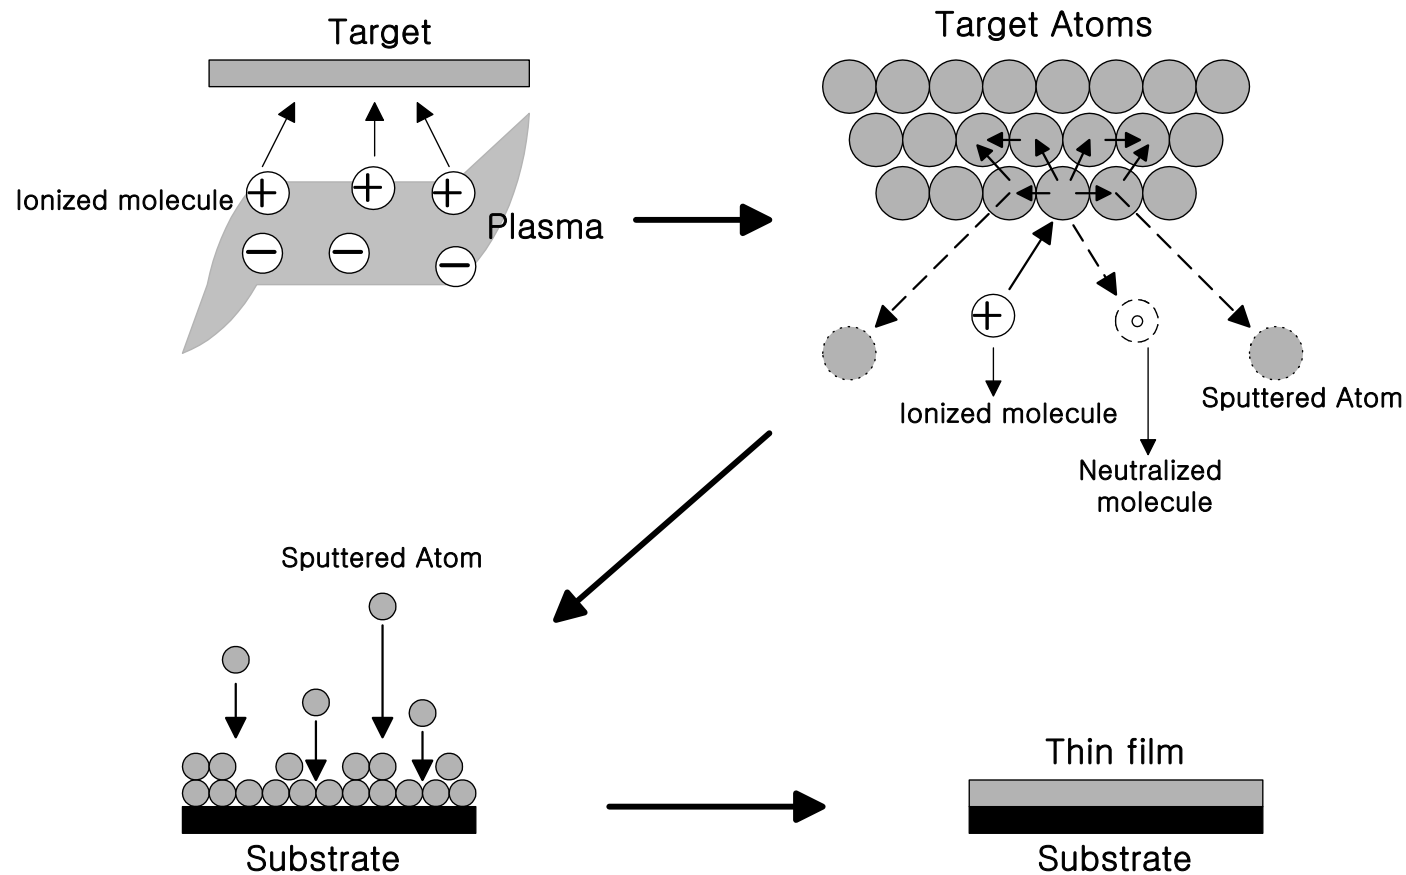 Target
Ionized molecule
Plasma
Target Atoms
Ionized molecule
Sputtered Atom
Neutralized
molecule
Sputtered Atom
Substrate
Thin film
Substrate